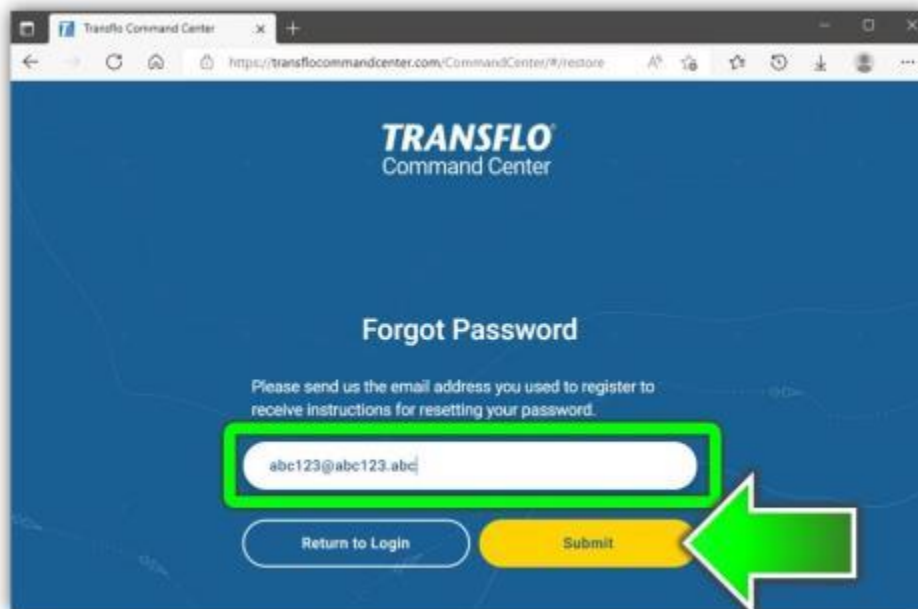 Transflo Command Center
https://transflocommandcenter.com/CommandCenter/#/restore
TRANSFLO®
Command Center
Forgot Password
Please send us the email address you used to register to
receive instructions for resetting your password.
abc123@abc123.abc
Return to Login
Submit